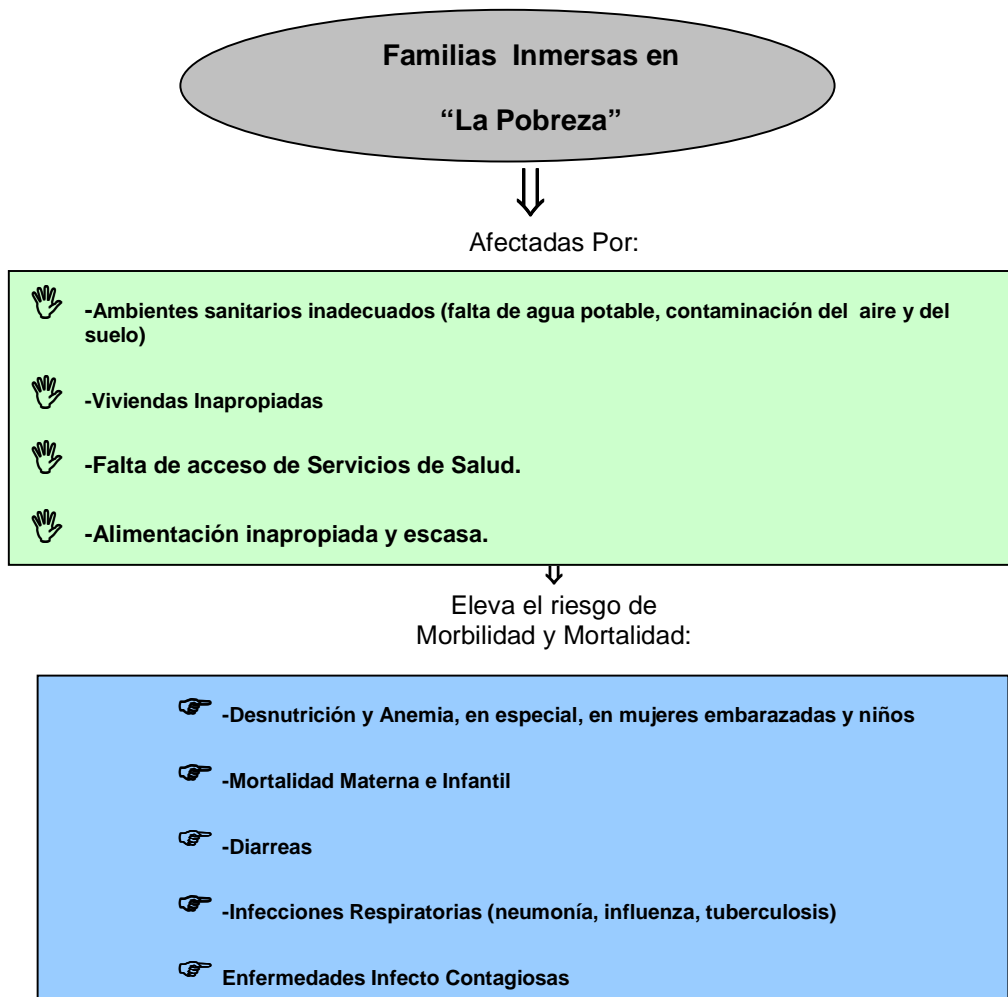 Familias Inmersas en
“La Pobreza”
Afectadas Por:
-Ambientes sanitarios inadecuados (falta de agua potable, contaminación del aire y del
suelo)
-Viviendas Inapropiadas
-Falta de acceso de Servicios de Salud.
-Alimentación inapropiada y escasa.
Eleva el riesgo de
Morbilidad y Mortalidad:
-Desnutrición y Anemia, en especial, en mujeres embarazadas y niños
-Mortalidad Materna e Infantil
-Diarreas
-Infecciones Respiratorias (neumonía, influenza, tuberculosis)
Enfermedades Infecto Contagiosas